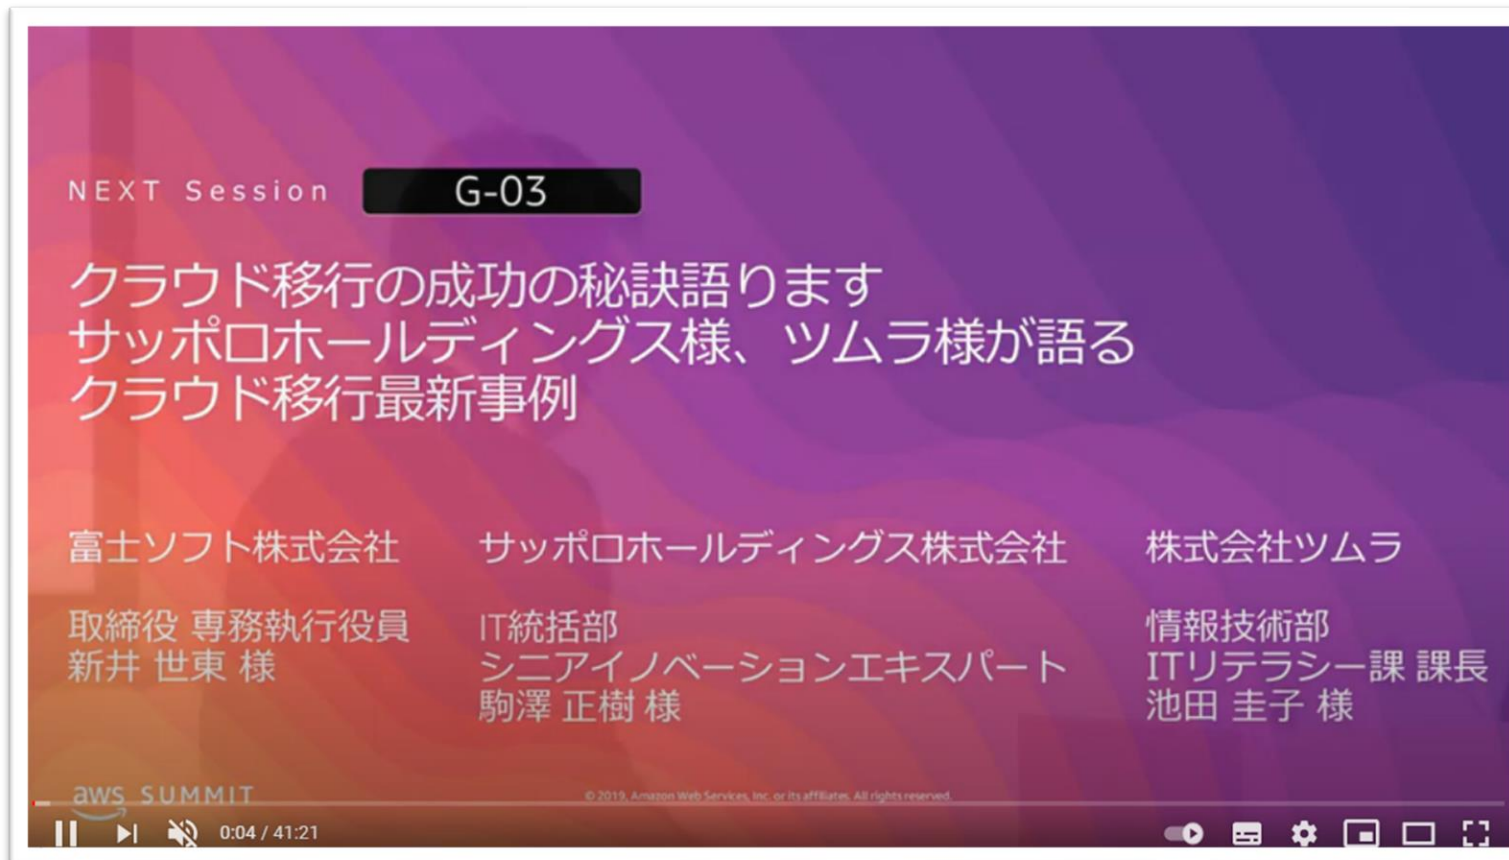 NEXT Session G-03
クラウド移行の成功の秘訣語ります
サッポロホールディングス様、ツムラ様が語る
クラウド移行最新事例
富士ソフト株式会社
取締役 専務執行役員
新井 世東 様
サッポロホールディングス株式会社
IT統括部
シニアイノベーションエキスパート
駒澤 正樹 様
株式会社ツムラ
情報技術部
ITリテラシー課 課長
池田 圭子 様
aws SUMMIT
© 2019, Amazon Web Services, Inc. or its affiliates. All rights reserved.
0:04 / 41:21